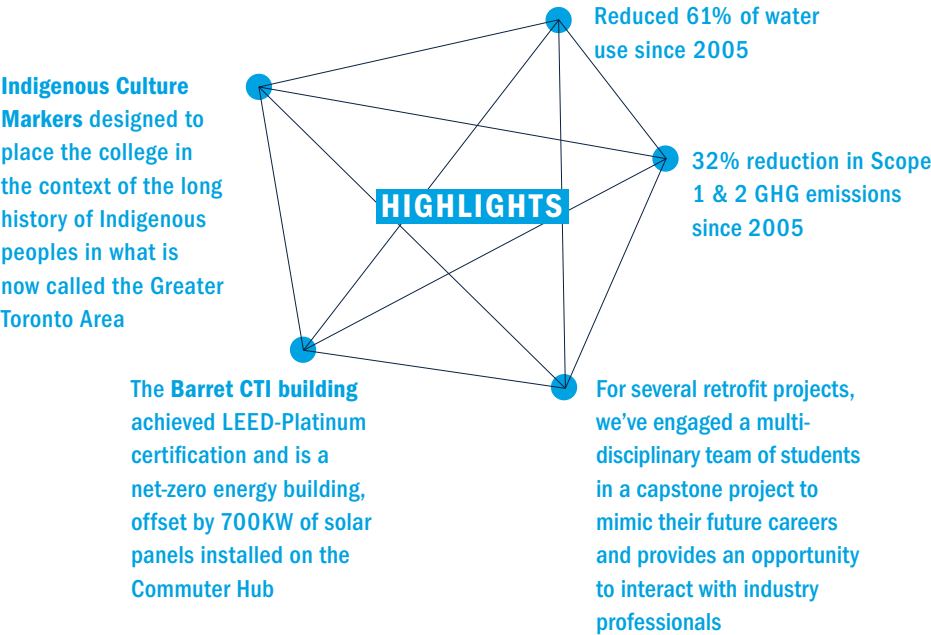 HIGHLIGHTS
Reduced 61% of water
use since 2005
32% reduction in Scope
1 & 2 GHG emissions
since 2005
For several retrofit projects,
we've engaged a multi-
disciplinary team of students
in a capstone project to
mimic their future careers
and provides an opportunity
to interact with industry
professionals
The Barret CTI building
achieved LEED-Platinum
certification and is a
net-zero energy building,
offset by 700KW of solar
panels installed on the
Commuter Hub
Indigenous Culture
Markers designed to
place the college in
the context of the long
history of Indigenous
peoples in what is
now called the Greater
Toronto Area